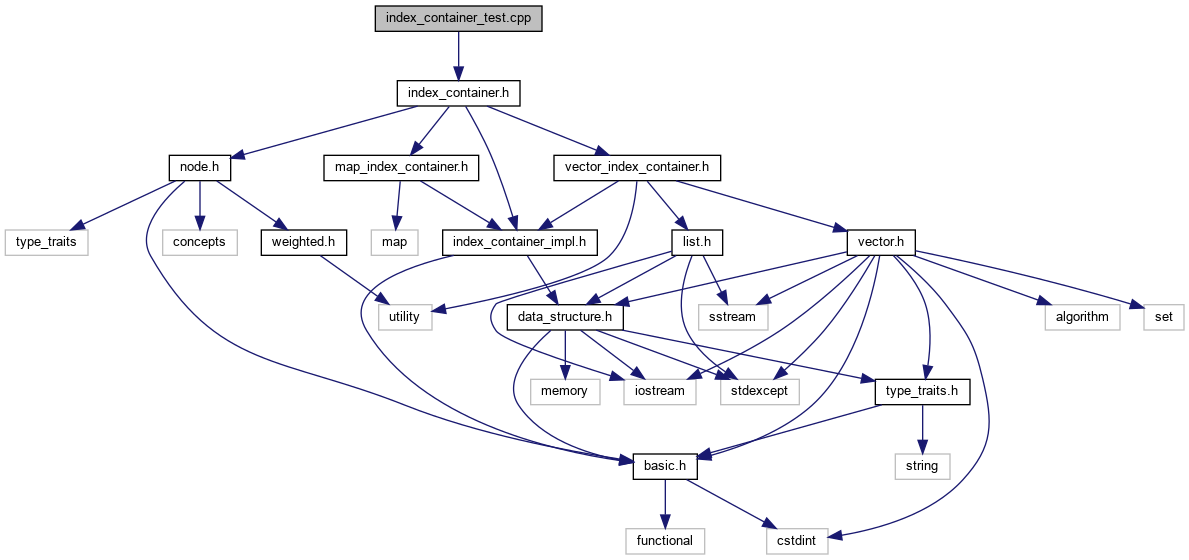 index_container_test.cpp
index_container.h
node.h
map_index_container.h
vector_index_container.h
type_traits
concepts
weighted.h
map
index_container_impl.h
list.h
vector.h
utility
data_structure.h
sstream
algorithm
set
memory
iostream
stdexcept
type_traits.h
basic.h
string
functional
cstdint